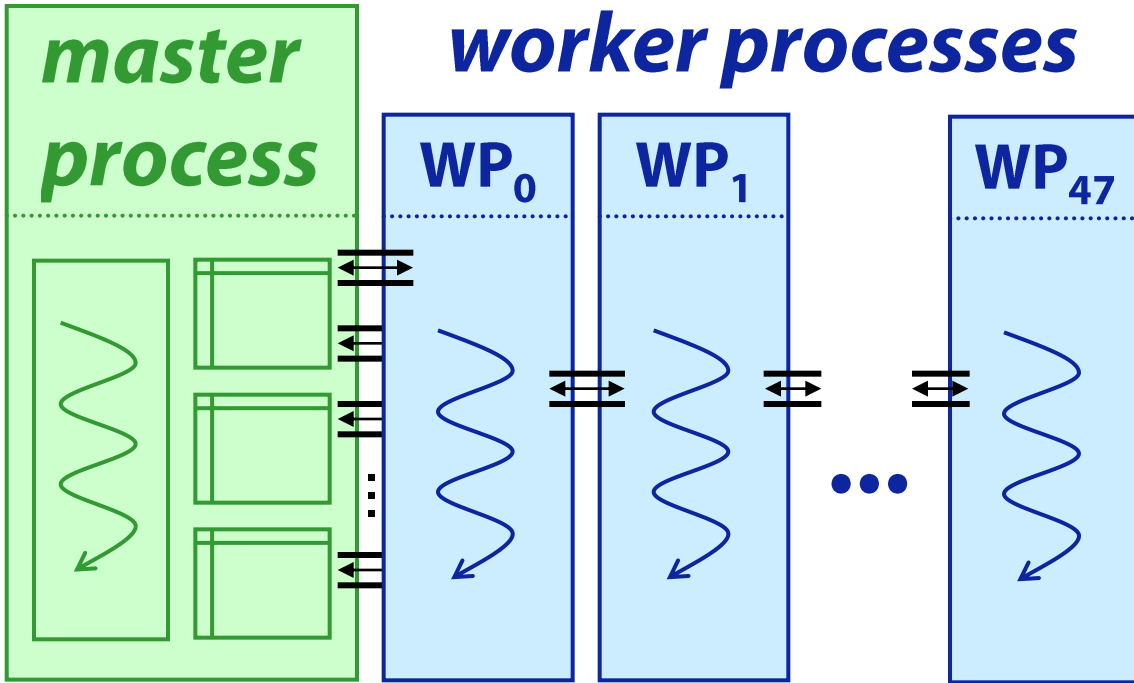 master
process
worker processes
WP₀
WP₁
WP₄₇